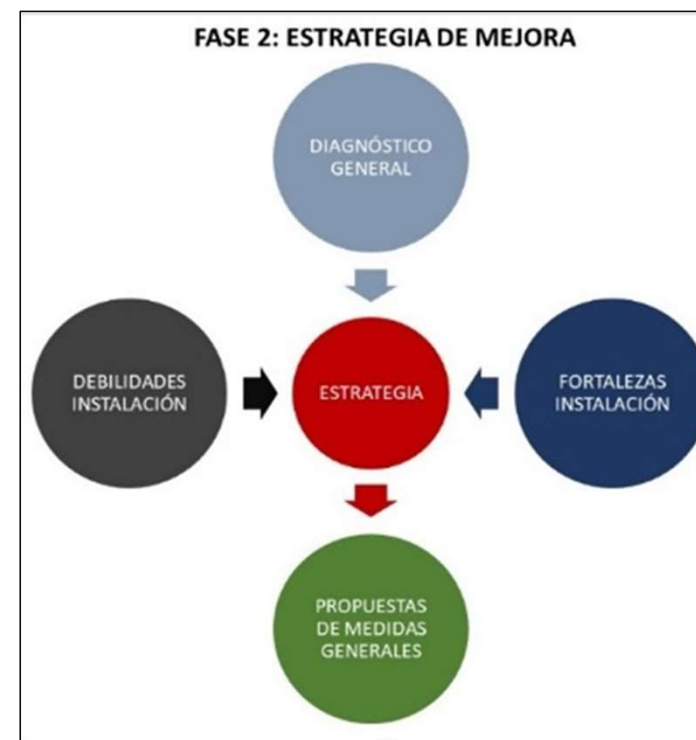 FASE 2: ESTRATEGIA DE MEJORA
DIAGNÓSTICO
GENERAL
DEBILIDADES
INSTALACIÓN
ESTRATEGIA
FORTALEZAS
INSTALACIÓN
PROPUESTAS
DE MEDIDAS
GENERALES